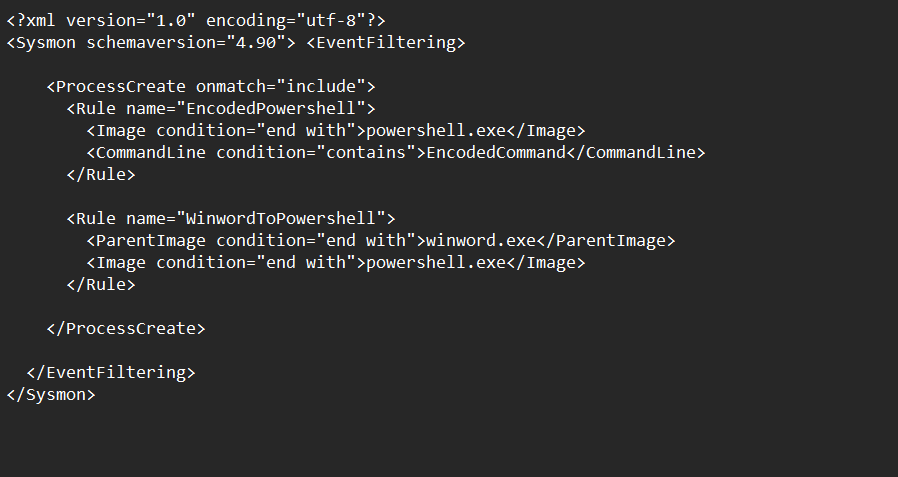 <?xml version="1.0" encoding="utf-8"?>
<Sysmon schemaversion="4.90"> <EventFiltering>
<ProcessCreate onmatch="include">
<Rule name="EncodedPowershell">
<Image condition="end with">powershell.exe</Image>
<CommandLine condition="contains">EncodedCommand</CommandLine>
</Rule>
<Rule name="WinwordToPowershell">
<ParentImage condition="end with">winword.exe</ParentImage>
<Image condition="end with">powershell.exe</Image>
</Rule>
</ProcessCreate>
</EventFiltering>
</Sysmon>